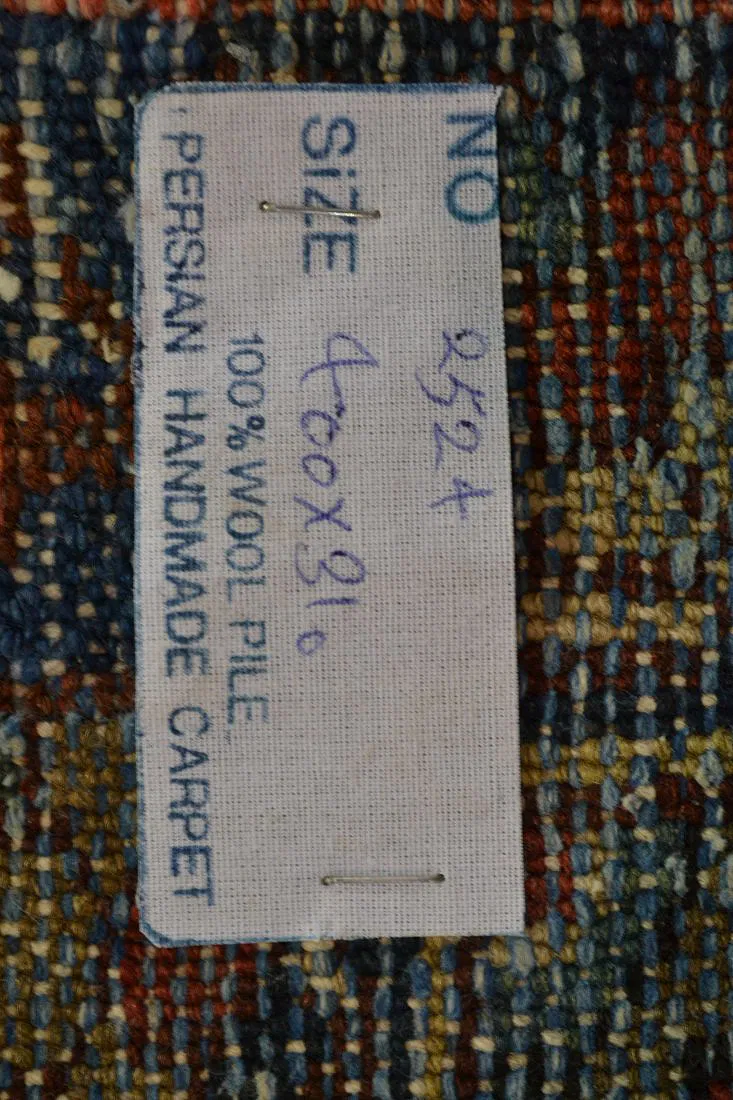 NO 2524
SiZE 400x310
100% WOOL PILE
PERSIAN HANDMADE CARPET